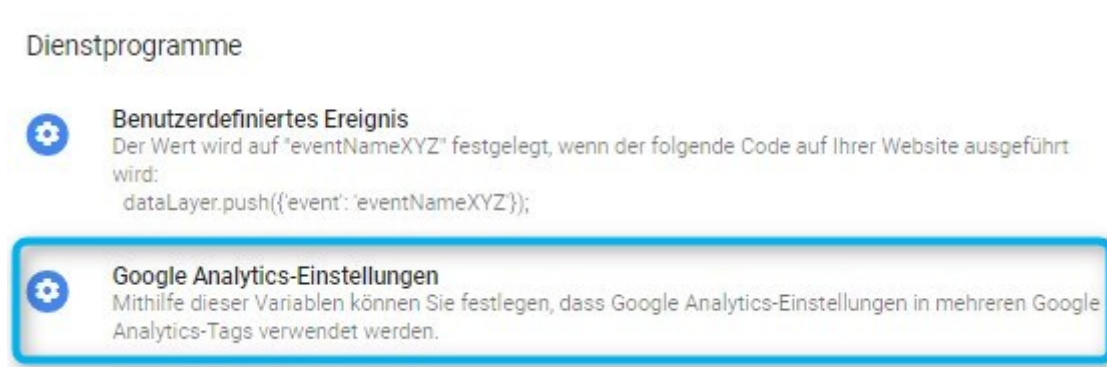 Dienstprogramme
Benutzerdefiniertes Ereignis
Der Wert wird auf "eventNameXYZ" festgelegt, wenn der folgende Code auf Ihrer Website ausgeführt
wird:
dataLayer.push({'event': 'eventNameXYZ'});
Google Analytics-Einstellungen
Mithilfe dieser Variablen können Sie festlegen, dass Google Analytics-Einstellungen in mehreren Google
Analytics-Tags verwendet werden.